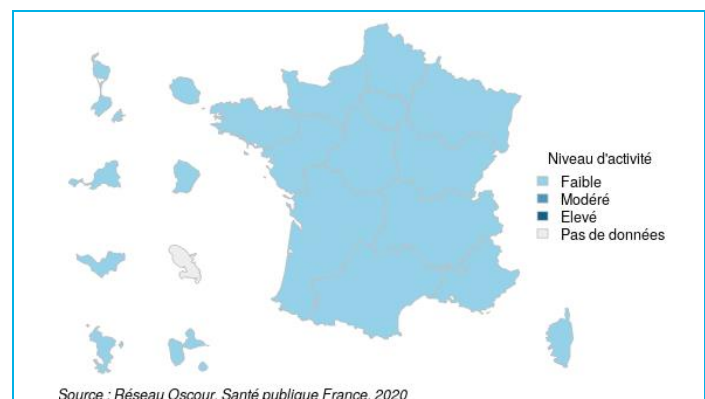 Niveau d'activité
Faible
Modéré
Elevé
Pas de données
Source : Réseau Oscour, Santé publique France, 2020